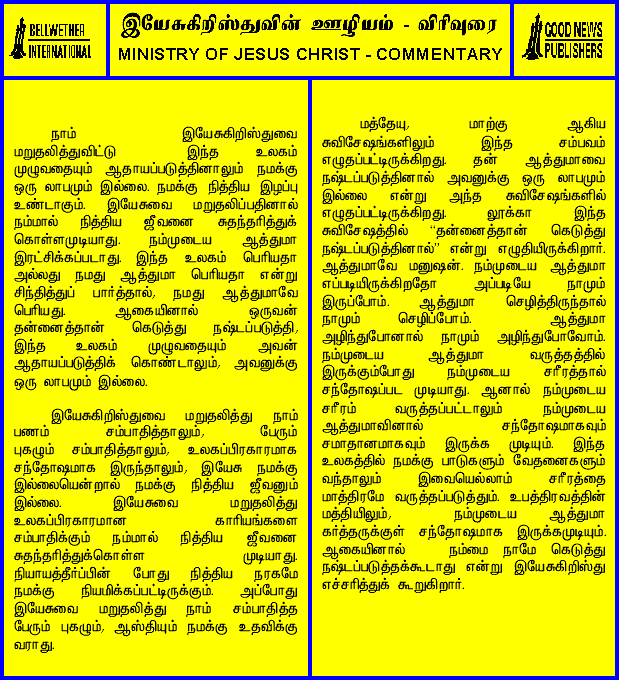 BELLWETHER
INTERNATIONAL
இயேசுகிறிஸ்துவின் ஊழியம் - விரிவுரை
MINISTRY OF JESUS CHRIST - COMMENTARY
GOOD NEWS
PUBLISHERS
நாம் இயேசுகிறிஸ்துவை
மறுதலித்துவிட்டு இந்த உலகம்
முழுவதையும் ஆதாயப்படுத்தினாலும் நமக்கு
ஒரு லாபமும் இல்லை. நமக்கு நித்திய இழப்பு
உண்டாகும். இயேசுவை மறுதலிப்பதினால்
நம்மால் நித்திய ஜீவனை சுதந்தரித்துக்
கொள்ளமுடியாது. நம்முடைய ஆத்துமா
இரட்சிக்கப்படாது. இந்த உலகம் பெரியதா
அல்லது நமது ஆத்துமா பெரியதா என்று
சிந்தித்துப் பார்த்தால், நமது ஆத்துமாவே
பெரியது. ஆகையினால் ஒருவன்
தன்னைத்தான் கெடுத்து நஷ்டப்படுத்தி,
இந்த உலகம் முழுவதையும் அவன்
ஆதாயப்படுத்திக் கொண்டாலும், அவனுக்கு
ஒரு லாபமும் இல்லை.
இயேசுகிறிஸ்துவை மறுதலித்து நாம்
பணம் சம்பாதித்தாலும், பேரும்
புகழும் சம்பாதித்தாலும், உலகப்பிரகாரமாக
சந்தோஷமாக இருந்தாலும், இயேசு நமக்கு
இல்லையென்றால் நமக்கு நித்திய ஜீவனும்
இல்லை. இயேசுவை மறுதலித்து
உலகப்பிரகாரமான காரியங்களை
சம்பாதிக்கும் நம்மால் நித்திய ஜீவனை
சுதந்தரித்துக்கொள்ள முடியாது.
நியாயத்தீர்ப்பின் போது நித்திய நரகமே
நமக்கு நியமிக்கப்பட்டிருக்கும். அப்போது
இயேசுவை மறுதலித்து நாம் சம்பாதித்த
பேரும் புகழும், ஆஸ்தியும் நமக்கு உதவிக்கு
வராது.
மத்தேயு, மாற்கு ஆகிய
சுவிசேஷங்களிலும் இந்த சம்பவம்
எழுதப்பட்டிருக்கிறது. தன் ஆத்துமாவை
நஷ்டப்படுத்தினால் அவனுக்கு ஒரு லாபமும்
இல்லை என்று அந்த சுவிசேஷங்களில்
எழுதப்பட்டிருக்கிறது. லூக்கா இந்த
சுவிசேஷத்தில் “தன்னைத்தான் கெடுத்து
நஷ்டப்படுத்தினால்” என்று எழுதியிருக்கிறார்.
ஆத்துமாவே மனுஷன். நம்முடைய ஆத்துமா
எப்படியிருக்கிறதோ அப்படியே நாமும்
இருப்போம். ஆத்துமா செழித்திருந்தால்
நாமும் செழிப்போம். ஆத்துமா
அழிந்துபோனால் நாமும் அழிந்துபோவோம்.
நம்முடைய ஆத்துமா வருத்தத்தில்
இருக்கும்போது நம்முடைய சரீரத்தால்
சந்தோஷப்பட முடியாது. ஆனால் நம்முடைய
சரீரம் வருத்தப்பட்டாலும் நம்முடைய
ஆத்துமாவினால் சந்தோஷமாகவும்
சமாதானமாகவும் இருக்க முடியும். இந்த
உலகத்தில் நமக்கு பாடுகளும் வேதனைகளும்
வந்தாலும் இவையெல்லாம் சரீரத்தை
மாத்திரமே வருத்தப்படுத்தும். உபத்திரவத்தின்
மத்தியிலும், நம்முடைய ஆத்துமா
கர்த்தருக்குள் சந்தோஷமாக இருக்கமுடியும்.
ஆகையினால் நம்மை நாமே கெடுத்து
நஷ்டப்படுத்தக்கூடாது என்று இயேசுகிறிஸ்து
எச்சரித்துக் கூறுகிறார்.